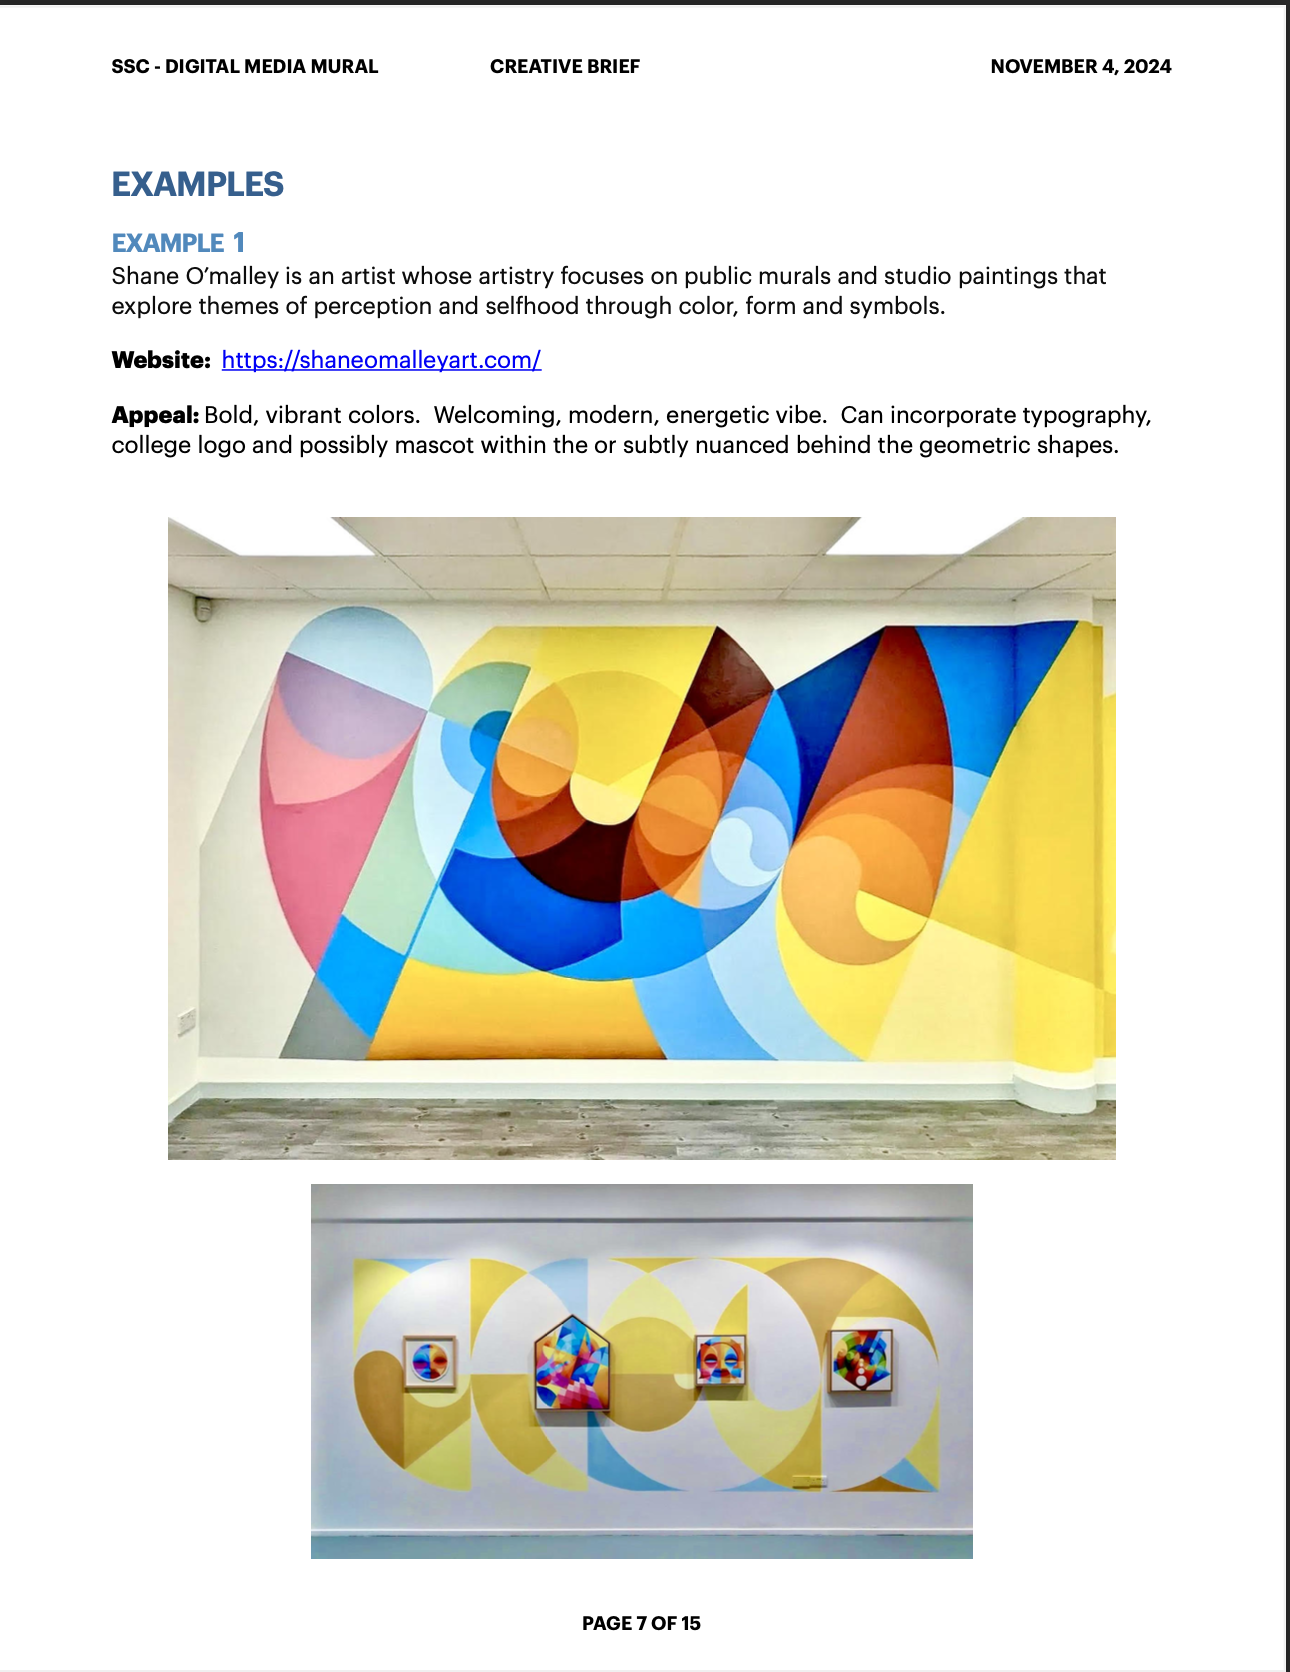 SSC - DIGITAL MEDIA MURAL CREATIVE BRIEF NOVEMBER 4, 2024
EXAMPLES
EXAMPLE 1
Shane O’malley is an artist whose artistry focuses on public murals and studio paintings that
explore themes of perception and selfhood through color, form and symbols.
Website: https://shaneomalleyart.com/
Appeal: Bold, vibrant colors. Welcoming, modern, energetic vibe. Can incorporate typography,
college logo and possibly mascot within the or subtly nuanced behind the geometric shapes.
PAGE 7 OF 15